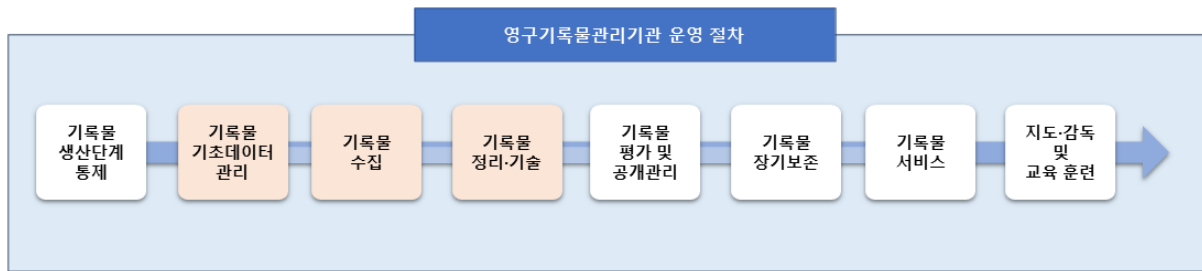 영구기록물관리기관 운영 절차
기록물
생산단계
통제
기록물
기초데이터
관리
기록물
수집
기록물
정리·기술
기록물
평가 및
공개관리
기록물
장기보존
기록물
서비스
지도·감독
및
교육 훈련